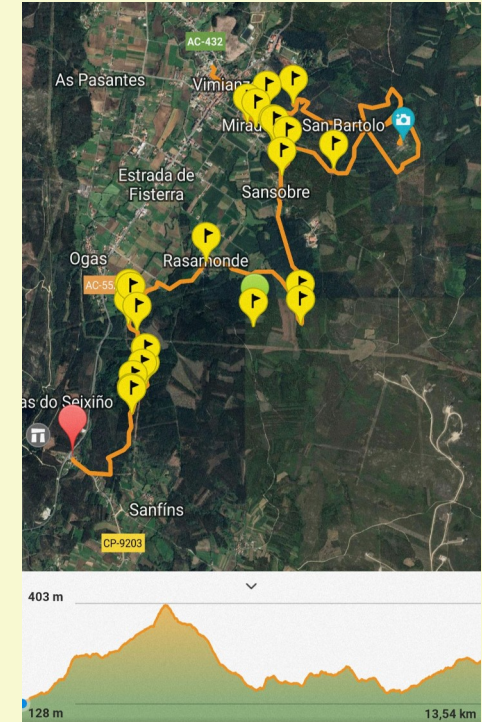 AC-432
As Pasantes
Vimianz
Mirau
San Bartolo
Estrada de
Fisterra
Sansobre
Ogas
Rasamonde
AC-55
as do Seixiño
Sanfíns
CP-9203
403 m
128 m
13,54 km